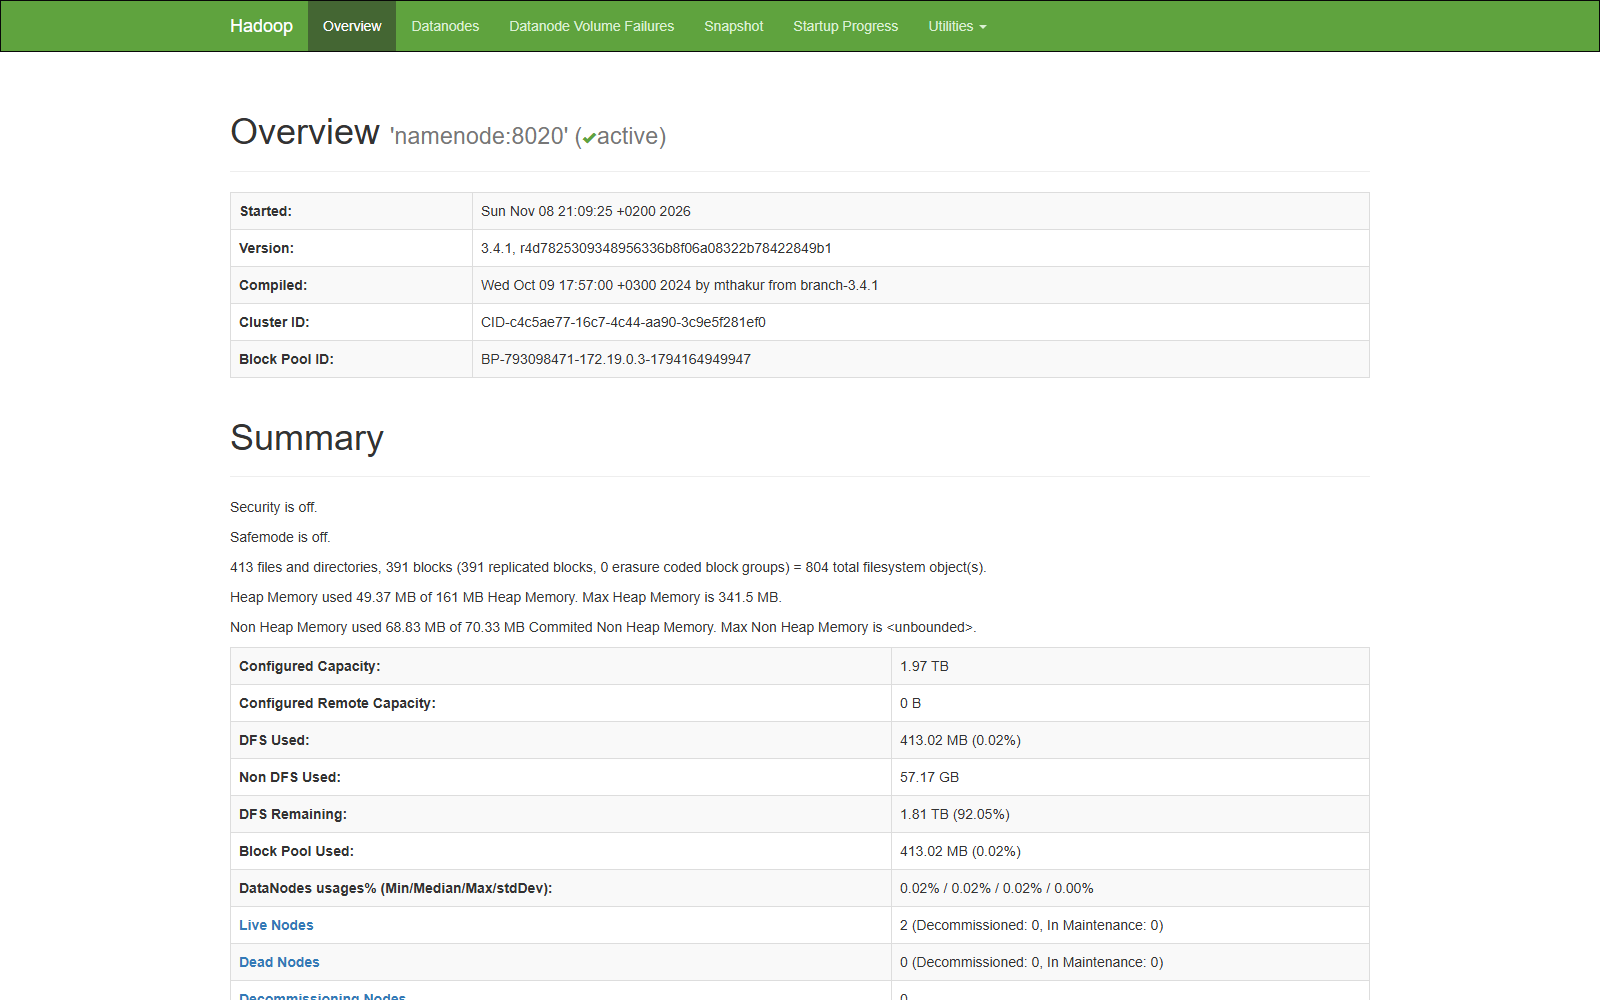 Hadoop Overview Datanodes Datanode Volume Failures Snapshot Startup Progress Utilities
Overview 'namenode:8020' (✔active)
Started: Sun Nov 08 21:09:25 +0200 2026
Version: 3.4.1, r4d7825309348956336b8f06a08322b78422849b1
Compiled: Wed Oct 09 17:57:00 +0300 2024 by mthakur from branch-3.4.1
Cluster ID: CID-c4c5ae77-16c7-4c44-aa90-3c9e5f281ef0
Block Pool ID: BP-793098471-172.19.0.3-1794164949947
Summary
Security is off.
Safemode is off.
413 files and directories, 391 blocks (391 replicated blocks, 0 erasure coded block groups) = 804 total filesystem object(s).
Heap Memory used 49.37 MB of 161 MB Heap Memory. Max Heap Memory is 341.5 MB.
Non Heap Memory used 68.83 MB of 70.33 MB Commited Non Heap Memory. Max Non Heap Memory is <unbounded>.
Configured Capacity: 1.97 TB
Configured Remote Capacity: 0 B
DFS Used: 413.02 MB (0.02%)
Non DFS Used: 57.17 GB
DFS Remaining: 1.81 TB (92.05%)
Block Pool Used: 413.02 MB (0.02%)
DataNodes usages% (Min/Median/Max/stdDev): 0.02% / 0.02% / 0.02% / 0.00%
Live Nodes 2 (Decommissioned: 0, In Maintenance: 0)
Dead Nodes 0 (Decommissioned: 0, In Maintenance: 0)
Decommissioning Nodes 0